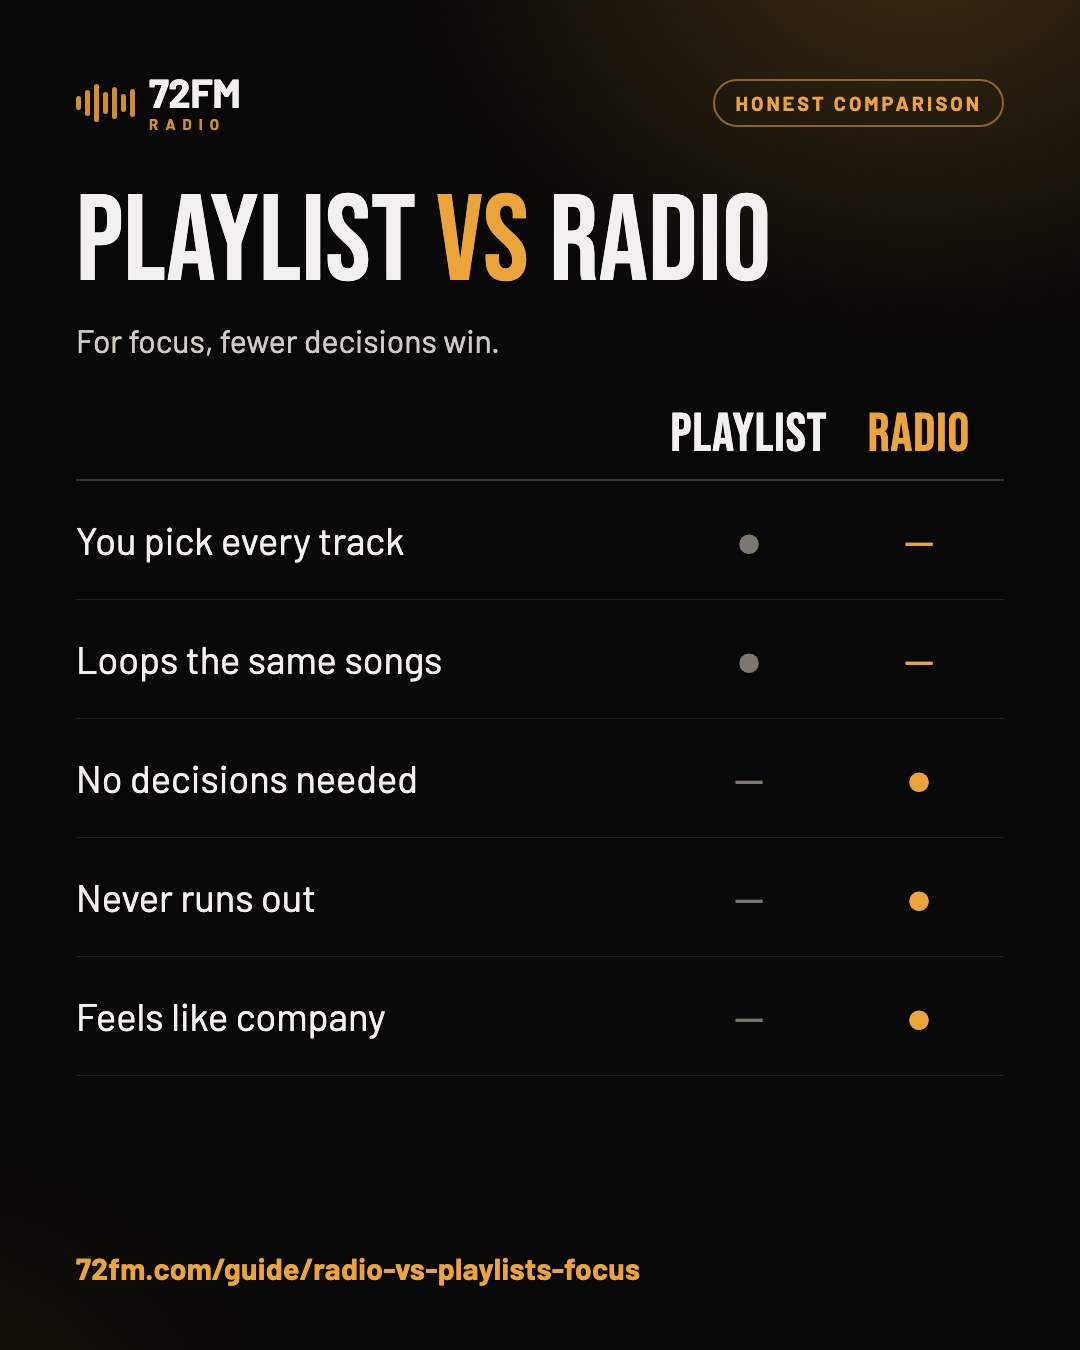 72FM
RADIO
HONEST COMPARISON
PLAYLIST VS RADIO
For focus, fewer decisions win.
PLAYLIST RADIO
You pick every track ● —
Loops the same songs ● —
No decisions needed — ●
Never runs out — ●
Feels like company — ●
72fm.com/guide/radio-vs-playlists-focus